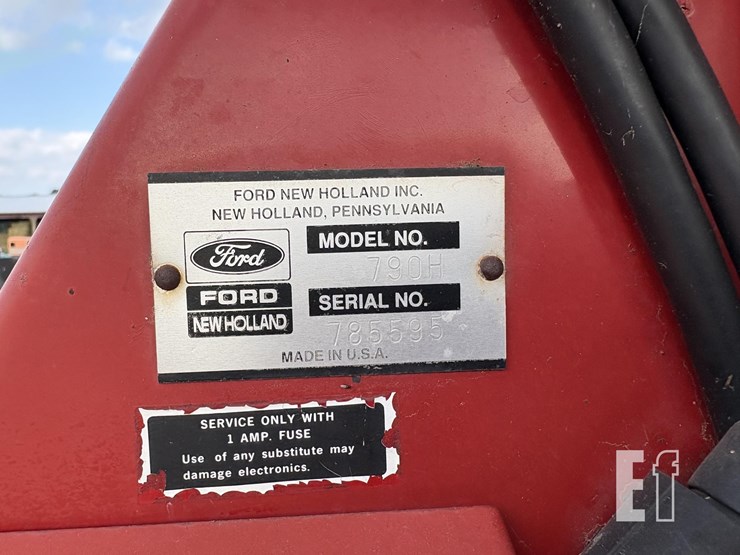 FORD NEW HOLLAND INC.
NEW HOLLAND, PENNSYLVANIA
Ford
FORD
NEW HOLLAND
MODEL NO.
790H
SERIAL NO.
785595
MADE IN U.S.A.
SERVICE ONLY WITH
1 AMP. FUSE
Use of any substitute may
damage electronics.
Ef